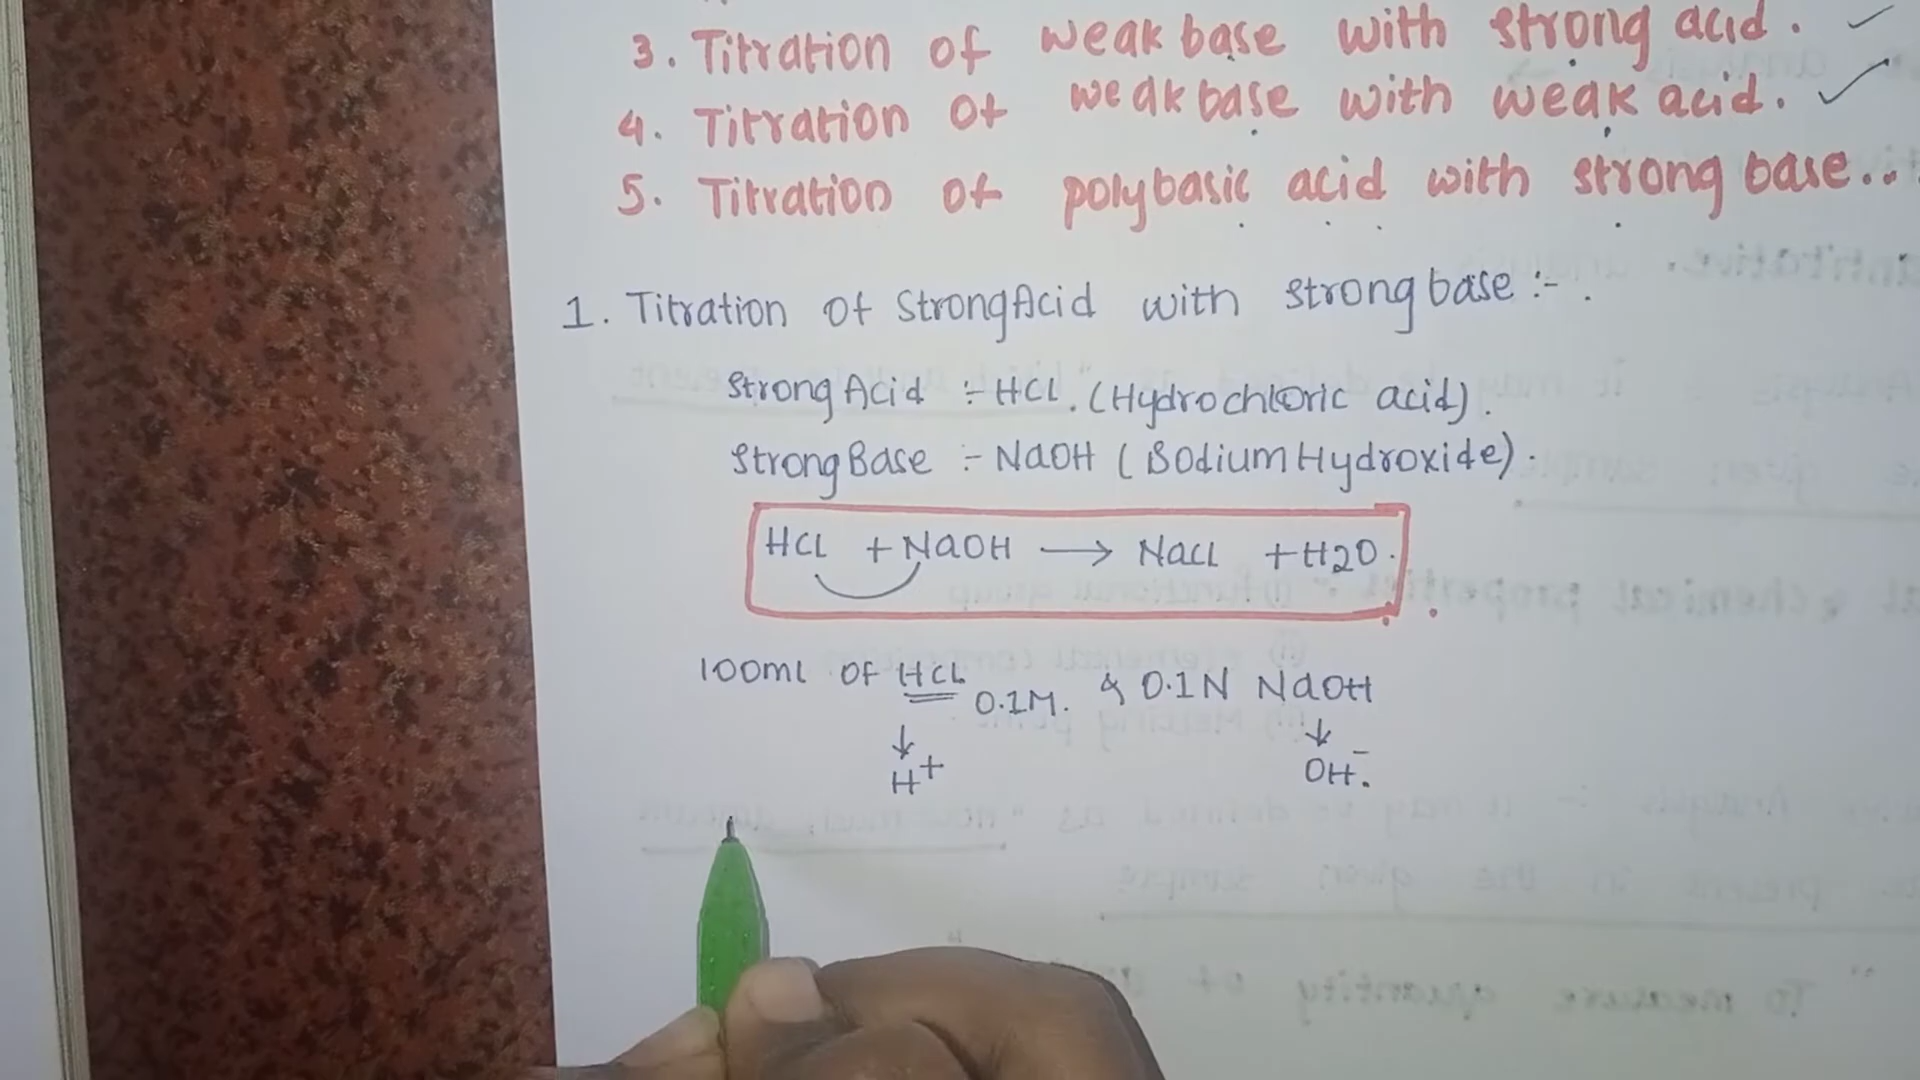 3. Titration of weak base with strong acid.
4. Titration of weak base with weak acid.
5. Titration of polybasic acid with strong base..
1. Titration of Strong Acid with strong base :-
Strong Acid :- HCl. (Hydrochloric acid).
Strong Base :- NaOH (Sodium Hydroxide).
HCl + NaOH → NaCl + H2O.
100ml of HCl 0.1M. & 0.1N NaOH
↓ ↓
H+ OH-.